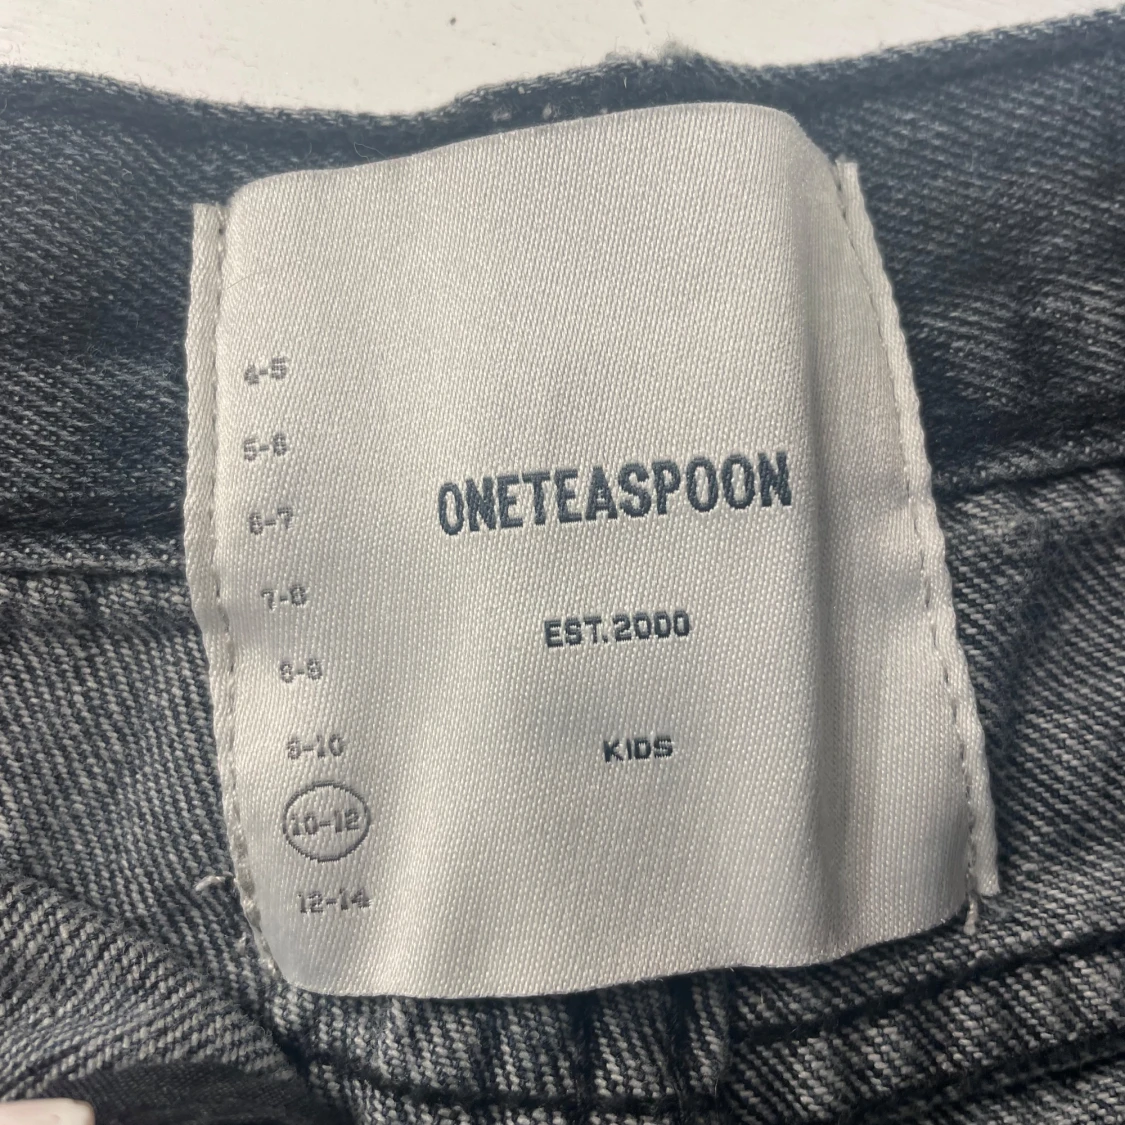 4-5
5-6
6-7
7-8
8-9
9-10
10-12
12-14
ONETEASPOON
EST.2000
KIDS